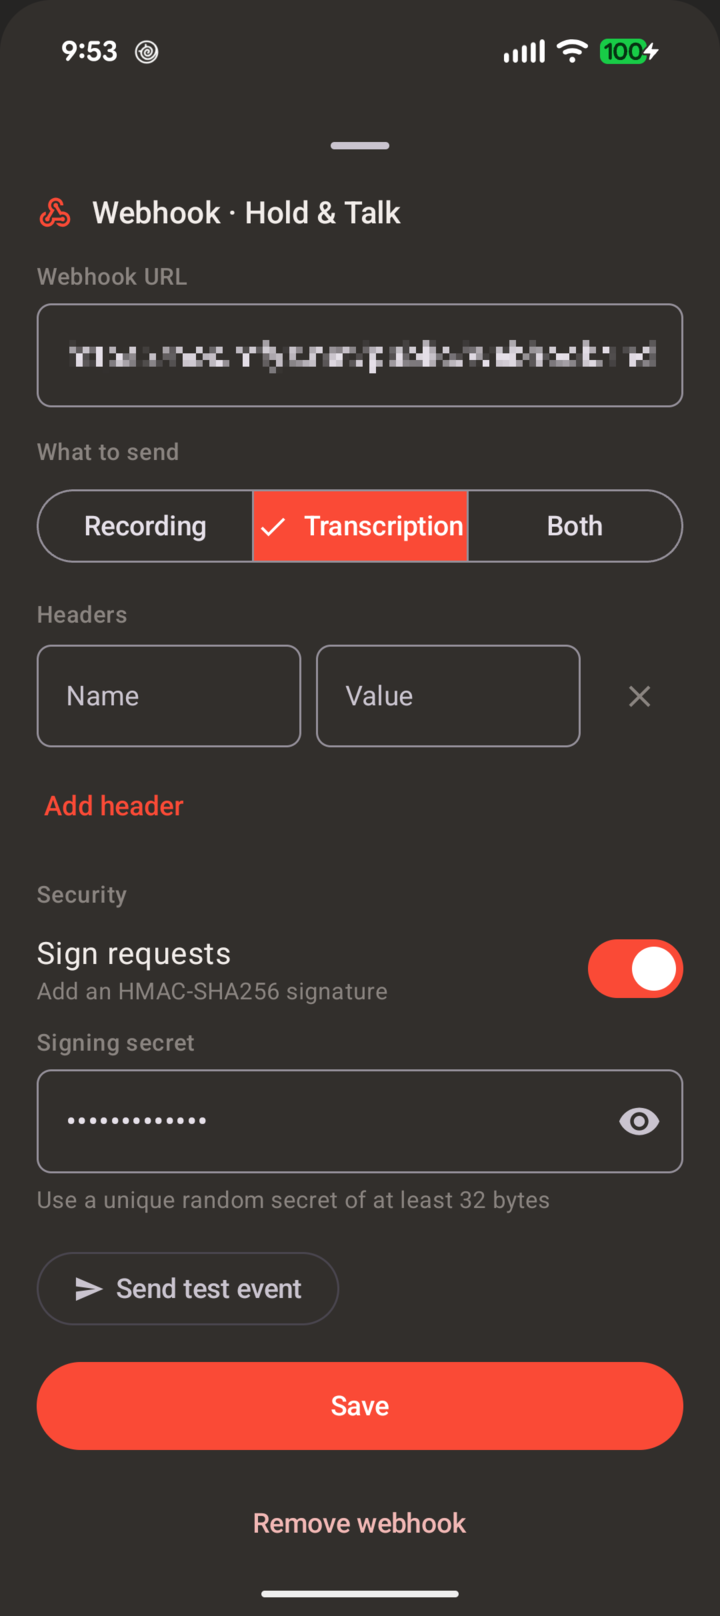 9:53
100
Webhook · Hold & Talk
Webhook URL
What to send
Recording
Transcription
Both
Headers
Name
Value
Add header
Security
Sign requests
Add an HMAC-SHA256 signature
Signing secret
•••••••••••••
Use a unique random secret of at least 32 bytes
Send test event
Save
Remove webhook